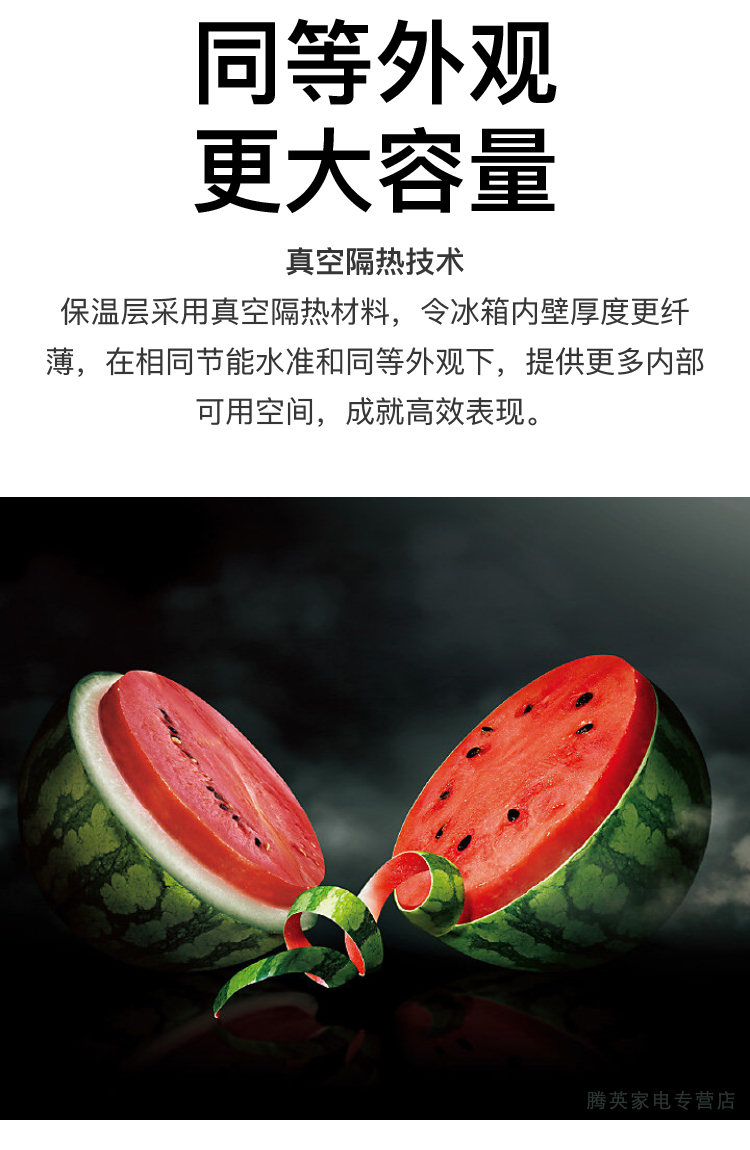 同等外观
更大容量
真空隔热技术
保温层采用真空隔热材料，令冰箱内壁厚度更纤
薄，在相同节能水准和同等外观下，提供更多内部
可用空间，成就高效表现。
腾英家电专营店